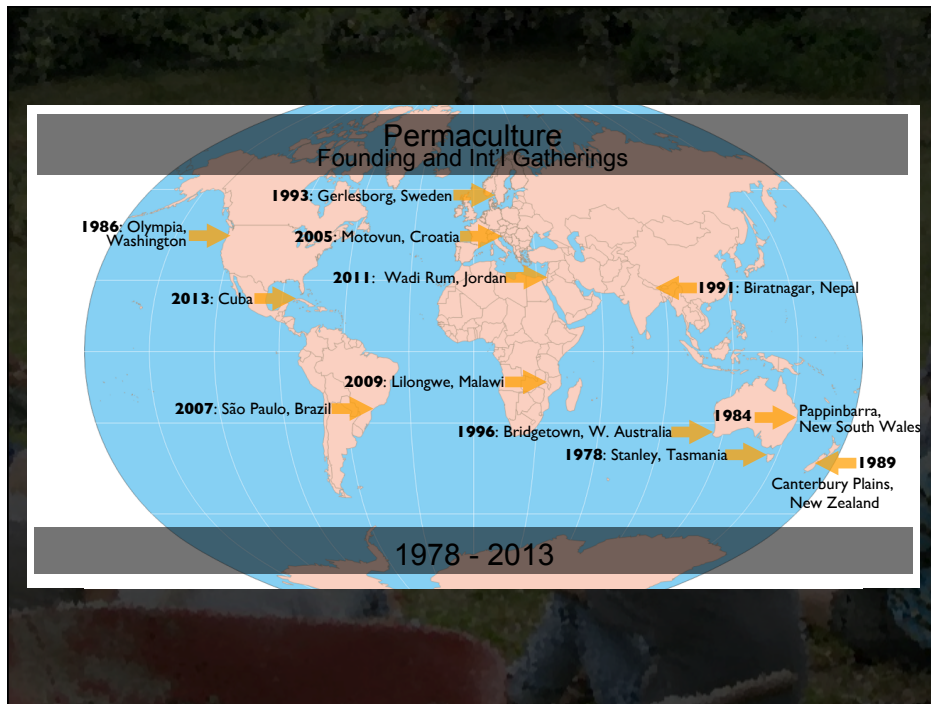 Permaculture
Founding and Int'l Gatherings
1993: Gerlesborg, Sweden
1986: Olympia,
Washington
2005: Motovun, Croatia
2011:  Wadi Rum, Jordan
1991: Biratnagar, Nepal
2013: Cuba
2009: Lilongwe, Malawi
2007: São Paulo, Brazil
1984
Pappinbarra,
New South Wales
1996: Bridgetown, W. Australia
1978: Stanley, Tasmania
1989
Canterbury Plains,
New Zealand
1978 - 2013